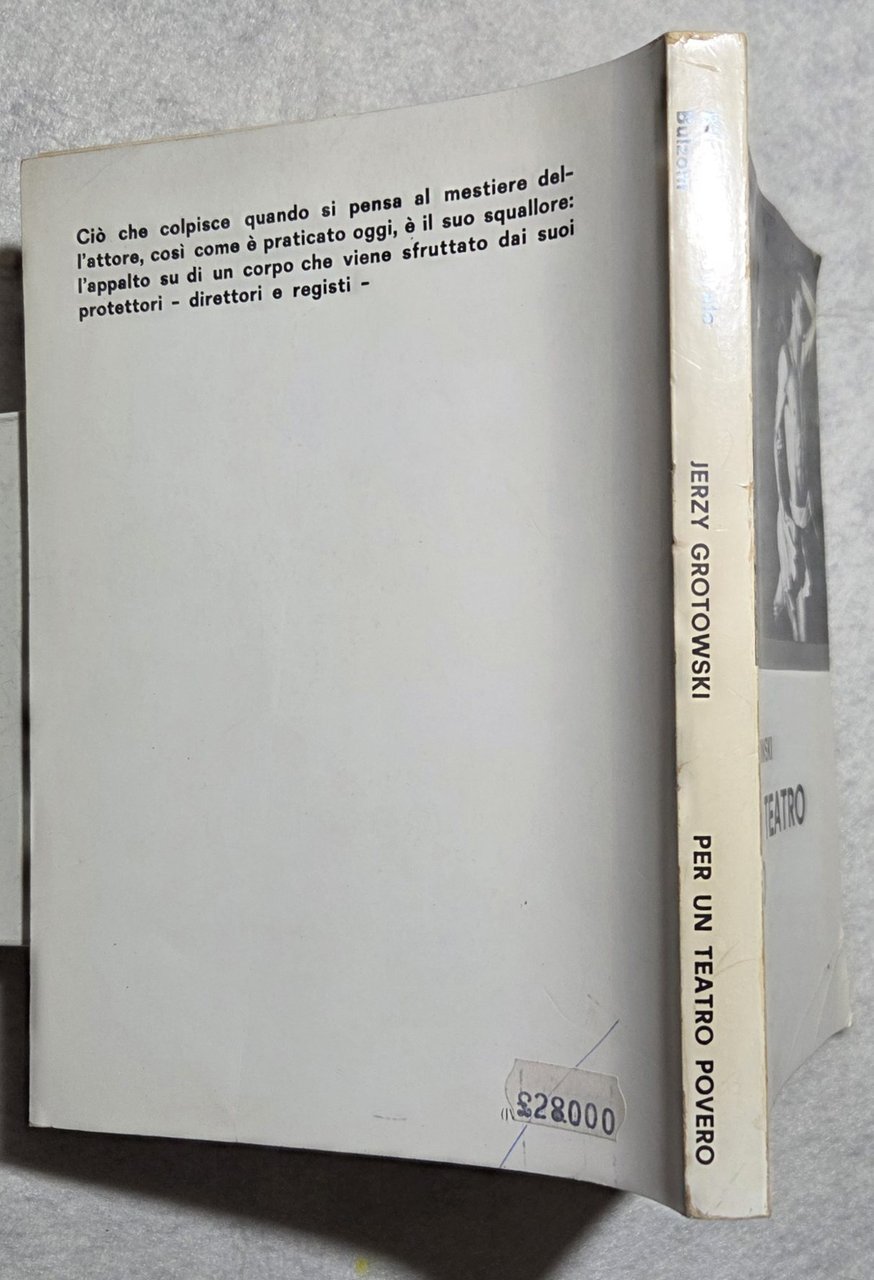 Ciò che colpisce quando si pensa al mestiere del-
l'attore, così come è praticato oggi, è il suo squallore:
l'appalto su di un corpo che viene sfruttato dai suoi
protettori - direttori e registi -
£28000
Bulzoni
JERZY GROTOWSKI
PER UN TEATRO POVERO
TEATRO